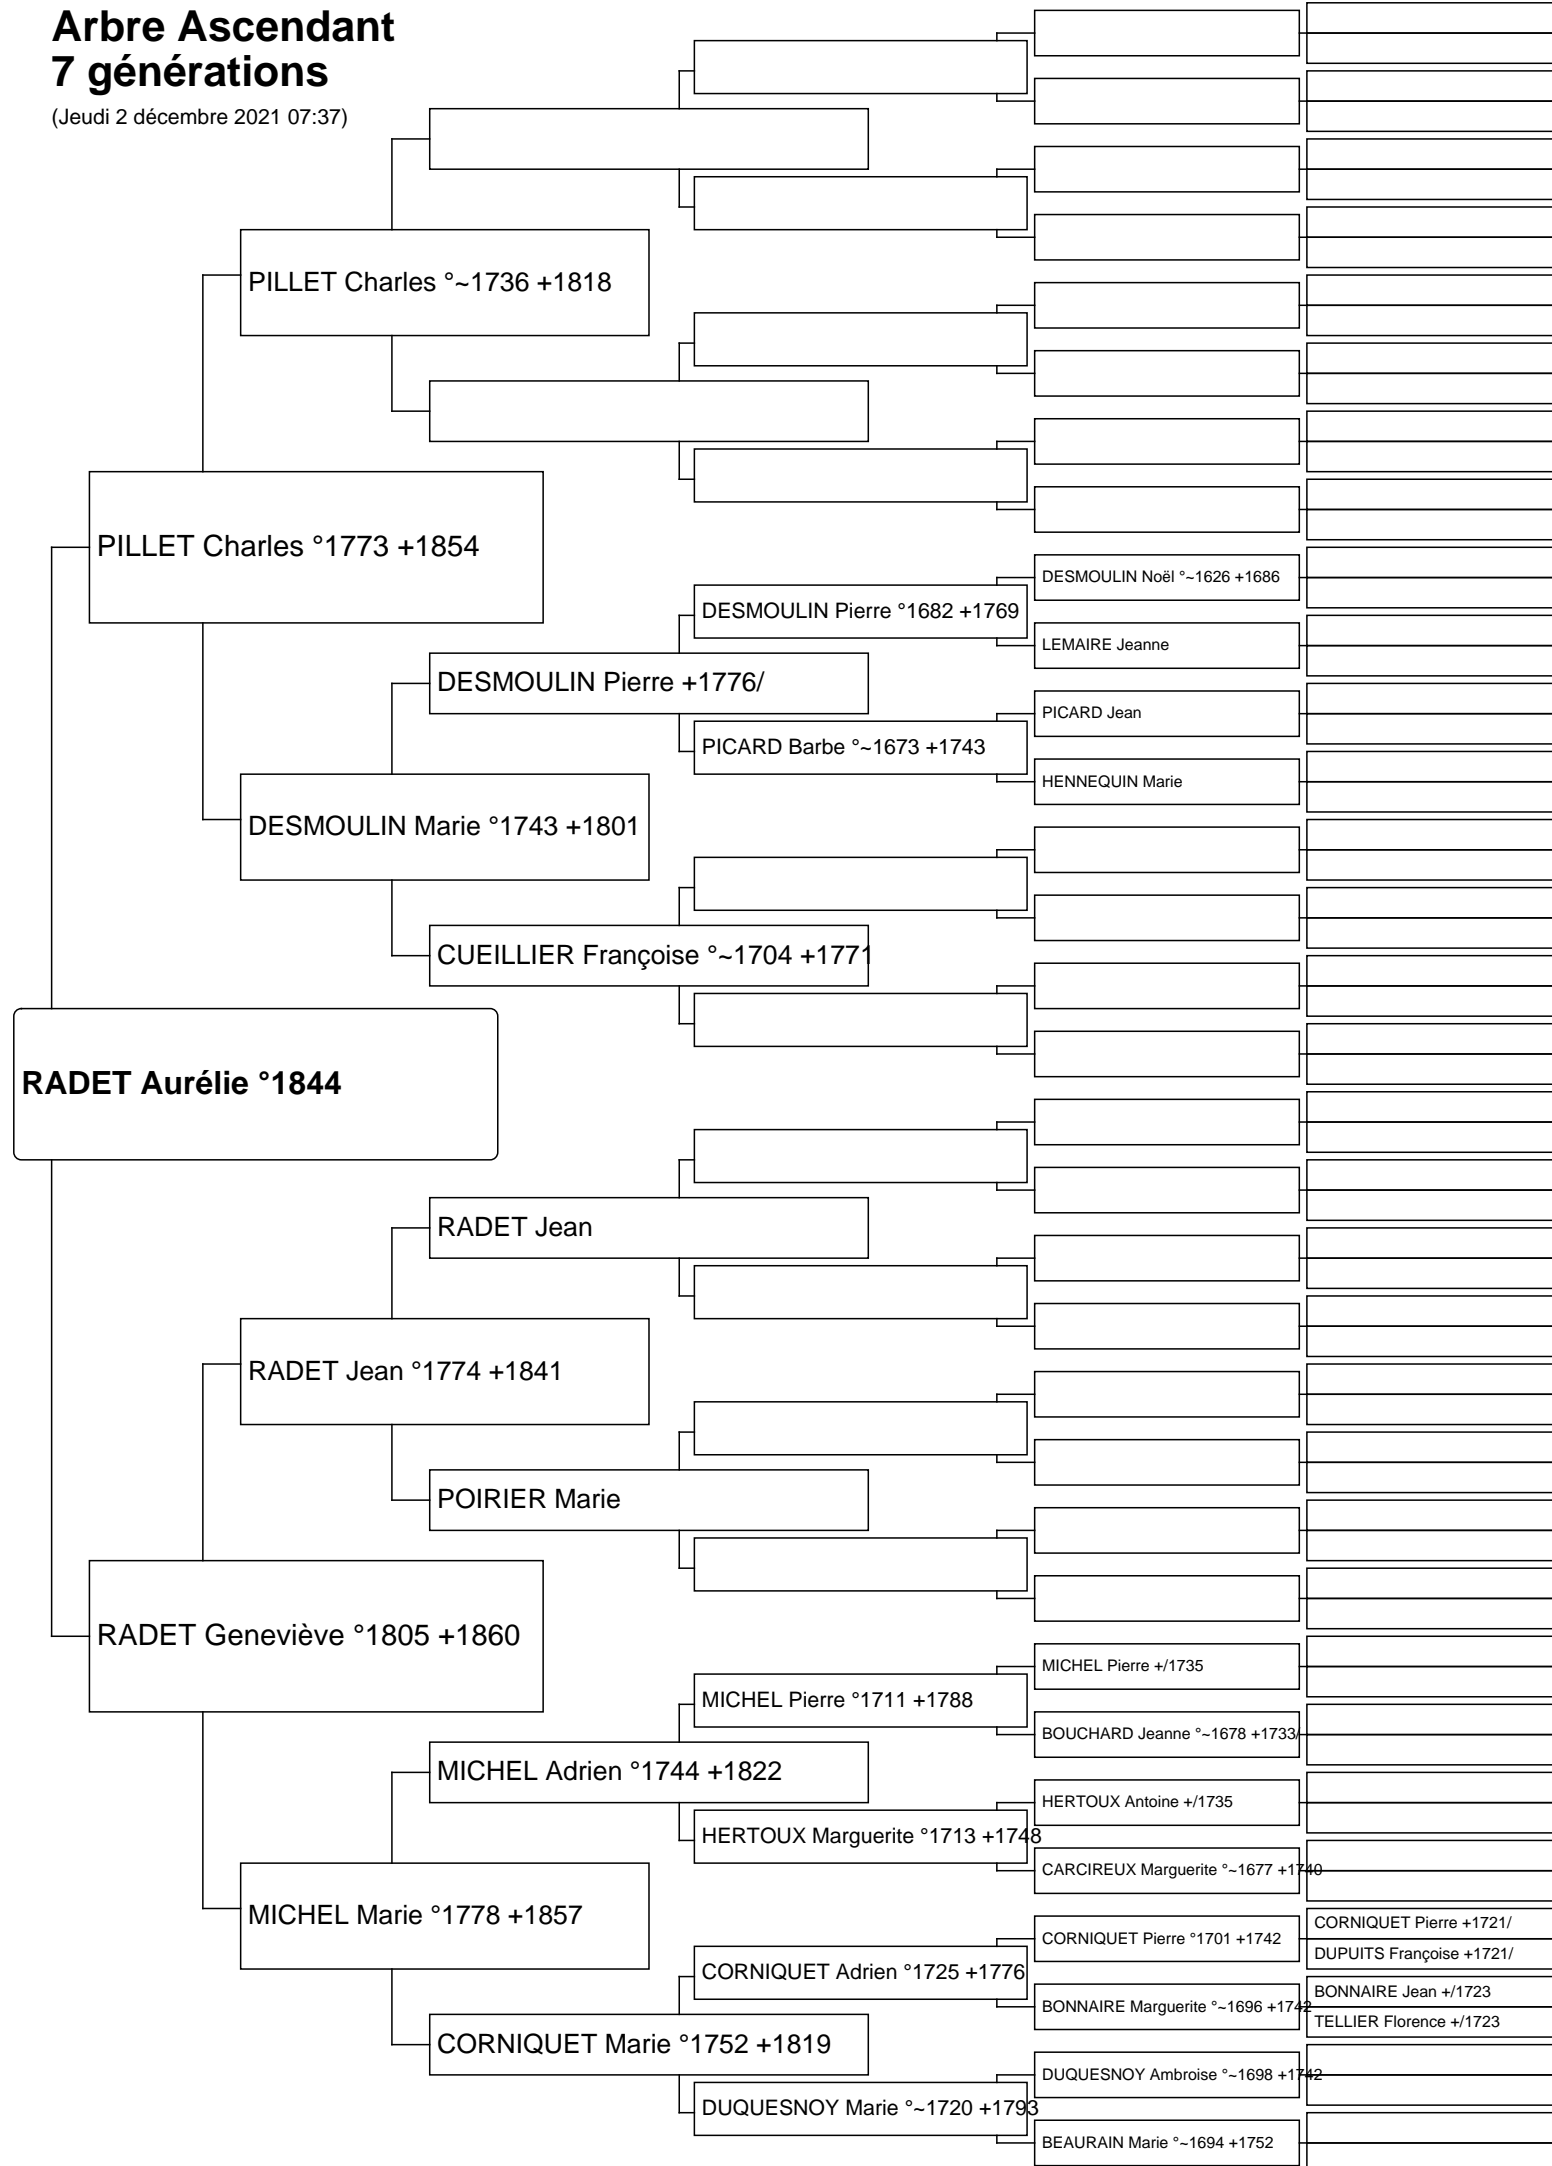 Arbre Ascendant
7 générations
(Jeudi 2 décembre 2021 07:37)
PILLET Charles °~1736 +1818
PILLET Charles °1773 +1854
DESMOULIN Noël °~1626 +1686
DESMOULIN Pierre °1682 +1769
LEMAIRE Jeanne
DESMOULIN Pierre +1776/
PICARD Jean
PICARD Barbe °~1673 +1743
HENNEQUIN Marie
DESMOULIN Marie °1743 +1801
CUEILLIER Françoise °~1704 +1771
RADET Aurélie °1844
RADET Jean
RADET Jean °1774 +1841
POIRIER Marie
RADET Geneviève °1805 +1860
MICHEL Pierre +/1735
MICHEL Pierre °1711 +1788
BOUCHARD Jeanne °~1678 +1733/
MICHEL Adrien °1744 +1822
HERTOUX Antoine +/1735
HERTOUX Marguerite °1713 +1748
CARCIREUX Marguerite °~1677 +1740
MICHEL Marie °1778 +1857
CORNIQUET Pierre +1721/
CORNIQUET Pierre °1701 +1742
DUPUITS Françoise +1721/
CORNIQUET Adrien °1725 +1776
BONNAIRE Jean +/1723
BONNAIRE Marguerite °~1696 +1742
TELLIER Florence +/1723
CORNIQUET Marie °1752 +1819
DUQUESNOY Ambroise °~1698 +1742
DUQUESNOY Marie °~1720 +1793
BEAURAIN Marie °~1694 +1752